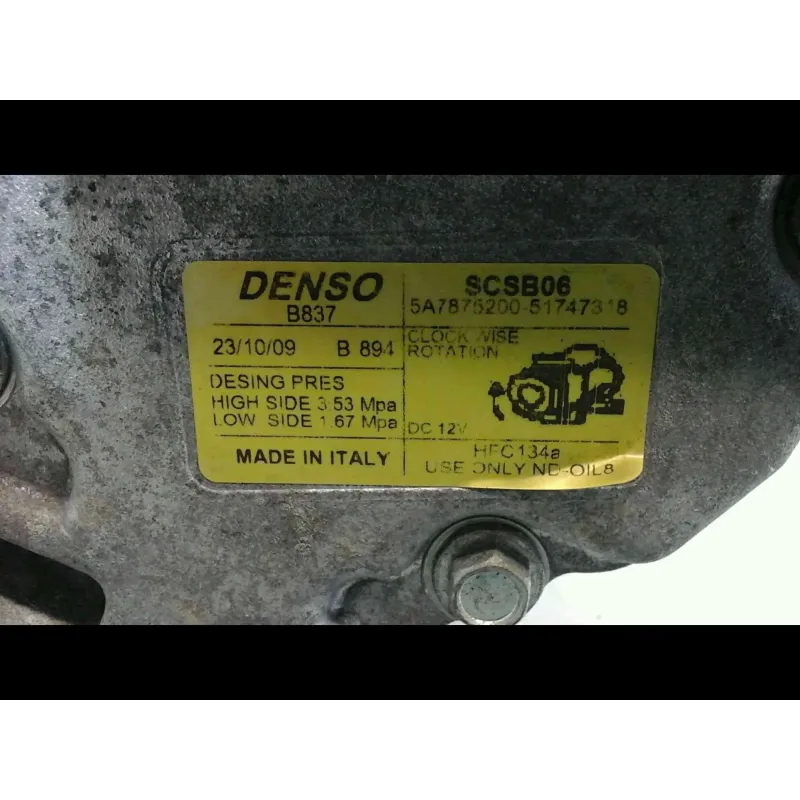 DENSO
B837
SCSB06
5A7875200-51747318
23/10/09 B 894
CLOCK WISE
ROTATION
DESING PRES
HIGH SIDE 3.53 Mpa
LOW SIDE 1.67 Mpa
DC 12V
MADE IN ITALY
HFC134a
USE ONLY ND-OIL8